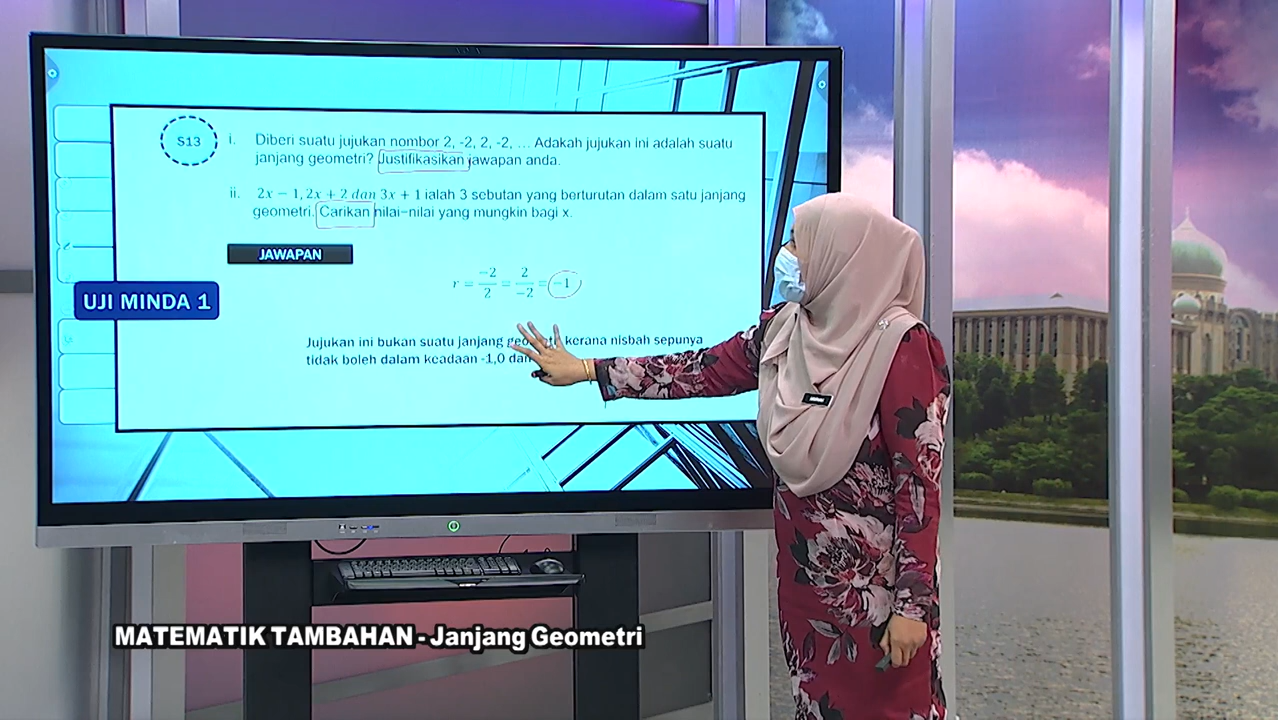 S13
i. Diberi suatu jujukan nombor 2, -2, 2, -2, … Adakah jujukan ini adalah suatu
janjang geometri? Justifikasikan jawapan anda.
ii. 2x − 1, 2x + 2 dan 3x + 1 ialah 3 sebutan yang berturutan dalam satu janjang
geometri. Carikan nilai–nilai yang mungkin bagi x.
JAWAPAN
r = −2/2 = 2/−2 = −1
UJI MINDA 1
Jujukan ini bukan suatu janjang kerana nisbah sepunya
tidak boleh dalam keadaan -1,0 dan
MATEMATIK TAMBAHAN - Janjang Geometri